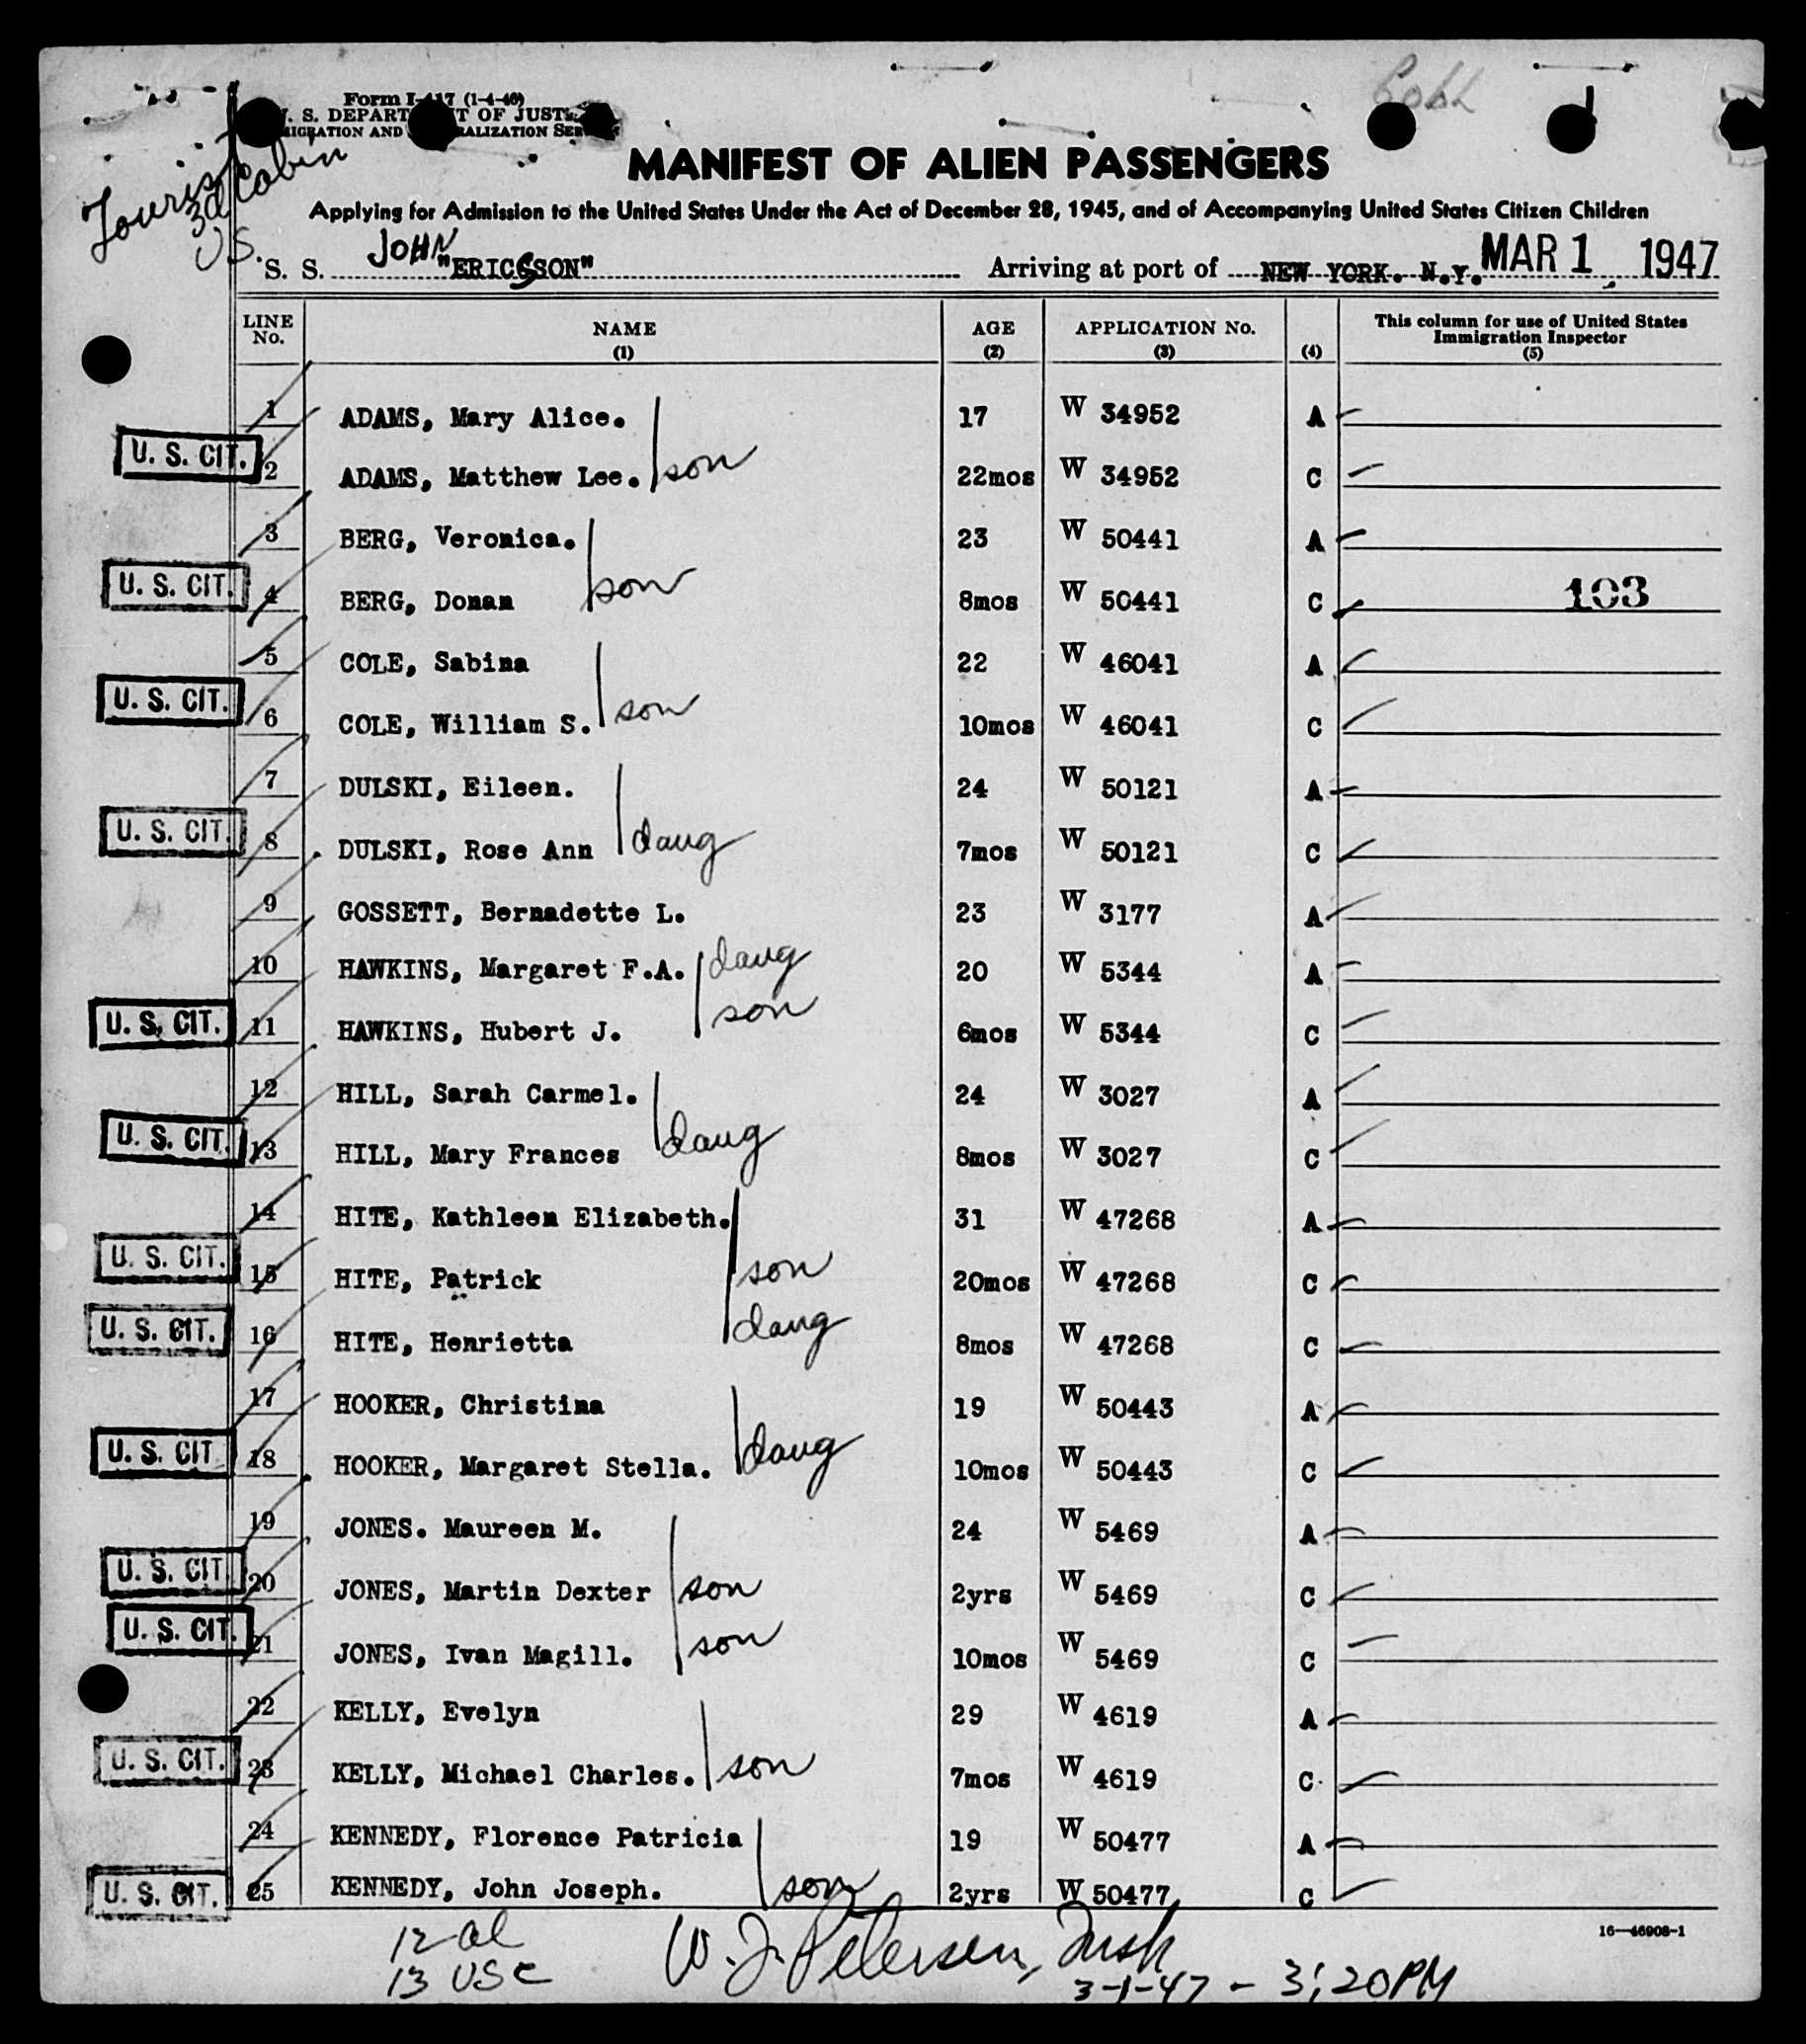 Cobh
Form I-417 (1-4-46)
U. S. DEPARTMENT OF JUSTICE
IMMIGRATION AND NATURALIZATION SERVICE
Tourist
3d Cabin
U.S.
MANIFEST OF ALIEN PASSENGERS
Applying for Admission to the United States Under the Act of December 28, 1945, and of Accompanying United States Citizen Children
S. S. JOHN "ERICSSON" Arriving at port of NEW YORK. N.Y. MAR 1, 1947
LINE No. NAME (1) AGE (2) APPLICATION No. (3) (4) This column for use of United States Immigration Inspector (5)
1 ADAMS, Mary Alice. 17 W 34952 A
U. S. CIT. 2 ADAMS, Matthew Lee. son 22mos W 34952 C
3 BERG, Veronica. 23 W 50441 A
U. S. CIT. 4 BERG, Donan son 8mos W 50441 C 103
5 COLE, Sabina 22 W 46041 A
U. S. CIT. 6 COLE, William S. son 10mos W 46041 C
7 DULSKI, Eileen. 24 W 50121 A
U. S. CIT. 8 DULSKI, Rose Ann daug 7mos W 50121 C
9 GOSSETT, Bernadette L. 23 W 3177 A
10 HAWKINS, Margaret F.A. daug 20 W 5344 A
U. S. CIT. 11 HAWKINS, Hubert J. son 6mos W 5344 C
12 HILL, Sarah Carmel. 24 W 3027 A
U. S. CIT. 13 HILL, Mary Frances daug 8mos W 3027 C
14 HITE, Kathleen Elizabeth. 31 W 47268 A
U. S. CIT. 15 HITE, Patrick son 20mos W 47268 C
U. S. CIT. 16 HITE, Henrietta daug 8mos W 47268 C
17 HOOKER, Christina 19 W 50443 A
U. S. CIT 18 HOOKER, Margaret Stella. daug 10mos W 50443 C
19 JONES. Maureen M. 24 W 5469 A
U. S. CIT 20 JONES, Martin Dexter son 2yrs W 5469 C
U. S. CIT. 21 JONES, Ivan Magill. son 10mos W 5469 C
22 KELLY, Evelyn 29 W 4619 A
U. S. CIT. 23 KELLY, Michael Charles. son 7mos W 4619 C
24 KENNEDY, Florence Patricia 19 W 50477 A
U. S. CIT. 25 KENNEDY, John Joseph. son 2yrs W 50477 C
16—46908-1
12 al W. J. Petersen,
13 USC 3-1-47 - 3:20PM